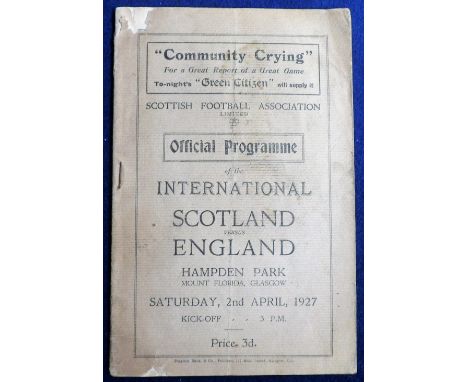 "Community Crying"
For a Great Report of a Great Game
To-night's "Green Citizen" will supply it
SCOTTISH FOOTBALL ASSOCIATION
LIMITED
Official Programme
of the
INTERNATIONAL
SCOTLAND
VERSUS
ENGLAND
HAMPDEN PARK
MOUNT FLORIDA, GLASGOW
SATURDAY, 2nd APRIL, 1927
KICK-OFF - - 3 P.M.
Price, 3d.